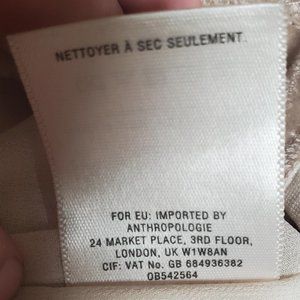 NETTOYER À SEC SEULEMENT.
FOR EU: IMPORTED BY
ANTHROPOLOGIE
24 MARKET PLACE, 3RD FLOOR,
LONDON, UK W1W8AN
CIF: VAT No. GB 684936382
OB542564